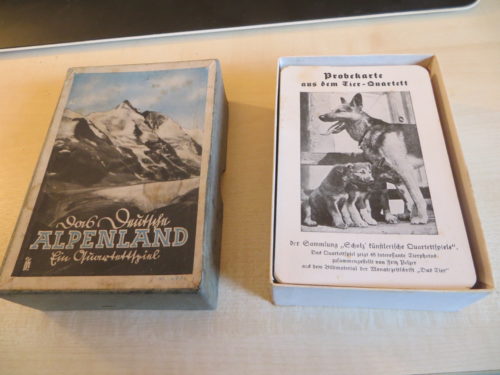 Das Deutsche
ALPENLAND
Ein Quartettspiel
Probekarte
aus dem Tier-Quartett
der Sammlung „Scholz' künstlerische Quartettspiele“.
Das Quartettspiel zeigt 48 interessante Tierphotos,
zusammengestellt von Fritz Pelzer
aus dem Bildmaterial der Monatszeitschrift „Das Tier“